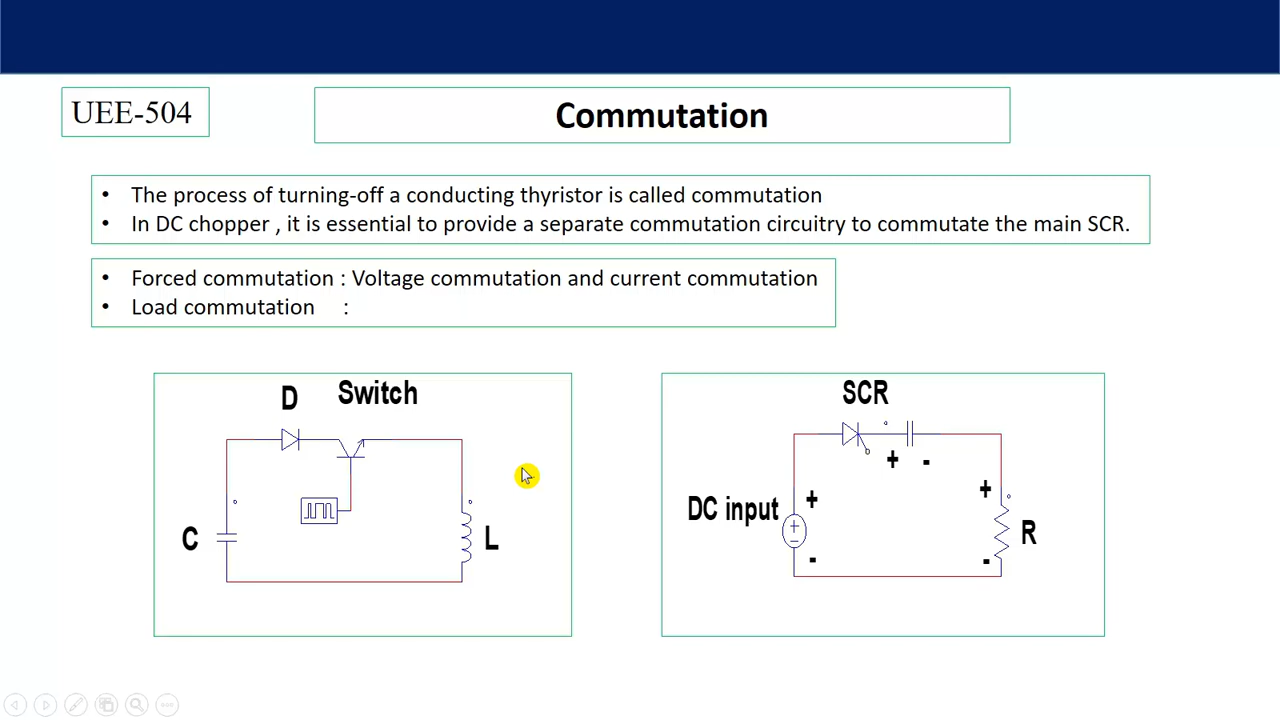 UEE-504
Commutation
• The process of turning-off a conducting thyristor is called commutation
• In DC chopper , it is essential to provide a separate commutation circuitry to commutate the main SCR.
• Forced commutation : Voltage commutation and current commutation
• Load commutation :
D Switch
C
L
SCR
+ -
DC input
+
-
+
-
R